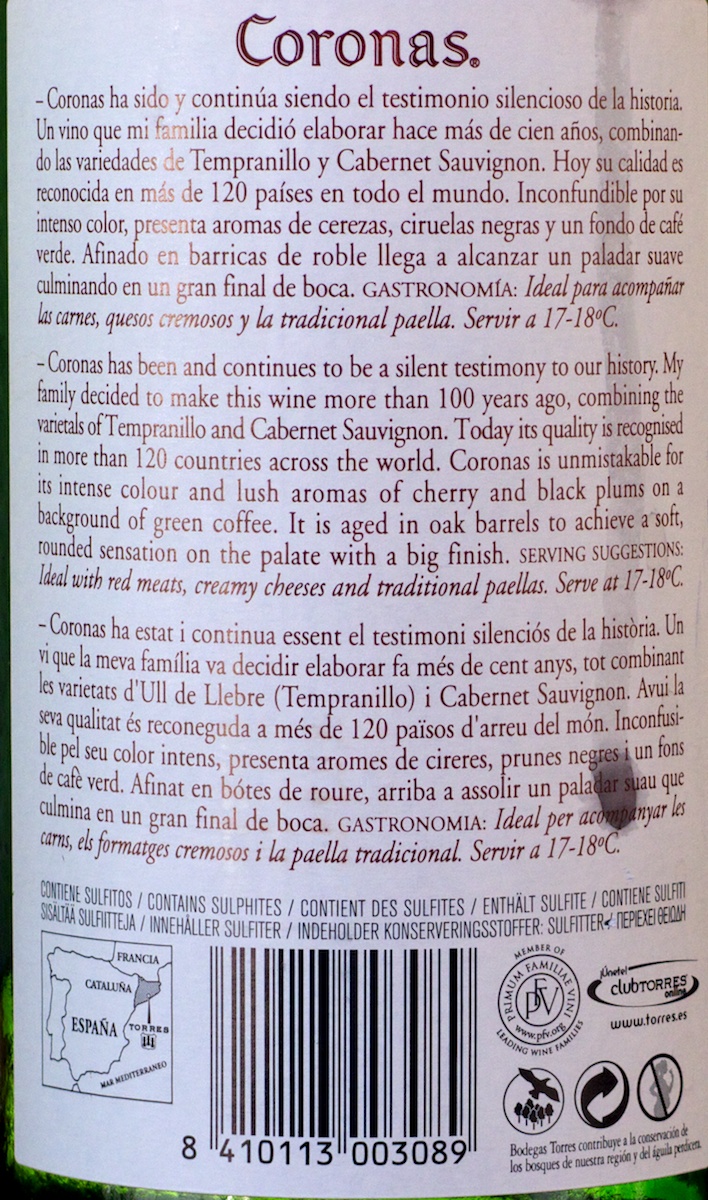 Coronas®
– Coronas ha sido y continúa siendo el testimonio silencioso de la historia.
Un vino que mi familia decidió elaborar hace más de cien años, combinan-
do las variedades de Tempranillo y Cabernet Sauvignon. Hoy su calidad es
reconocida en más de 120 países en todo el mundo. Inconfundible por su
intenso color, presenta aromas de cerezas, ciruelas negras y un fondo de café
verde. Afinado en barricas de roble llega a alcanzar un paladar suave
culminando en un gran final de boca. GASTRONOMÍA: Ideal para acompañar
las carnes, quesos cremosos y la tradicional paella. Servir a 17-18ºC.
– Coronas has been and continues to be a silent testimony to our history. My
family decided to make this wine more than 100 years ago, combining the
varietals of Tempranillo and Cabernet Sauvignon. Today its quality is recognised
in more than 120 countries across the world. Coronas is unmistakable for
its intense colour and lush aromas of cherry and black plums on a
background of green coffee. It is aged in oak barrels to achieve a soft,
rounded sensation on the palate with a big finish. SERVING SUGGESTIONS:
Ideal with red meats, creamy cheeses and traditional paellas. Serve at 17-18ºC.
– Coronas ha estat i continua essent el testimoni silenciós de la història. Un
vi que la meva família va decidir elaborar fa més de cent anys, tot combinant
les varietats d'Ull de Llebre (Tempranillo) i Cabernet Sauvignon. Avui la
seva qualitat és reconeguda a més de 120 països d'arreu del món. Inconfusi-
ble pel seu color intens, presenta aromes de cireres, prunes negres i un fons
de cafè verd. Afinat en bótes de roure, arriba a assolir un paladar suau que
culmina en un gran final de boca. GASTRONOMIA: Ideal per acompanyar les
carns, els formatges cremosos i la paella tradicional. Servir a 17-18ºC.
CONTIENE SULFITOS / CONTAINS SULPHITES / CONTIENT DES SULFITES / ENTHÄLT SULFITE / CONTIENE SULFITI
SISÄLTÄÄ SULFIITTEJA / INNEHÅLLER SULFITER / INDEHOLDER KONSERVERINGSSTOFFER: SULFITTER / ΠΕΡΙΕΧΕΙ ΘΕΙΩΔΗ
FRANCIA
CATALUÑA
ESPAÑA
TORRES
MAR MEDITERRANEO
8 410113 003089
MEMBER OF
PRIMUM FAMILIAE VINI
PFV
www.pfv.org
LEADING WINE FAMILIES
¡Únete!
clubTORRES
online
www.torres.es
Bodegas Torres contribuye a la conservación de
los bosques de nuestra región y del águila perdicera.